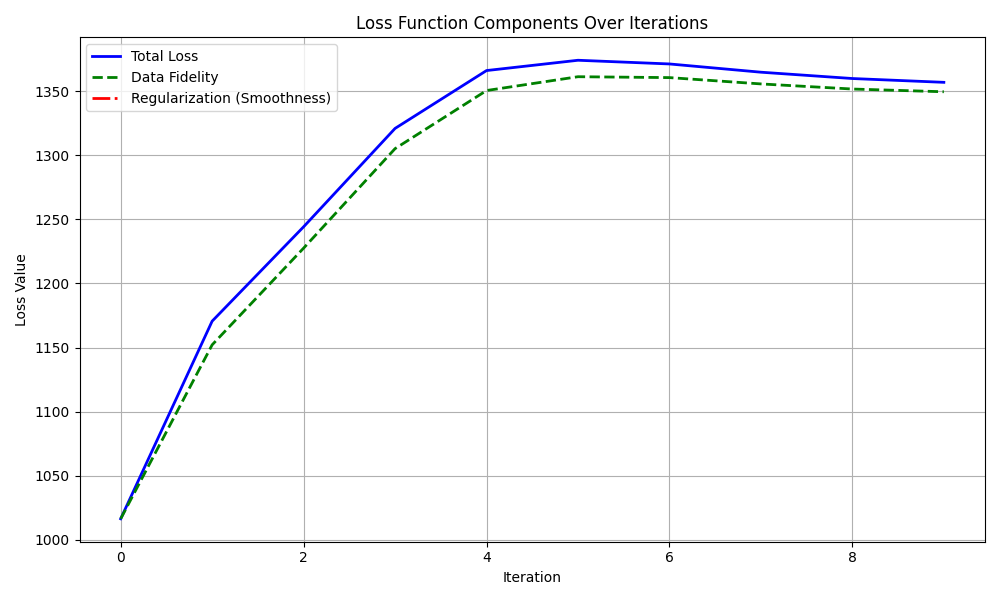 Loss Function Components Over Iterations
Total Loss
Data Fidelity
Regularization (Smoothness)
1350
1300
1250
1200
1150
1100
1050
1000
Loss Value
0 2 4 6 8
Iteration